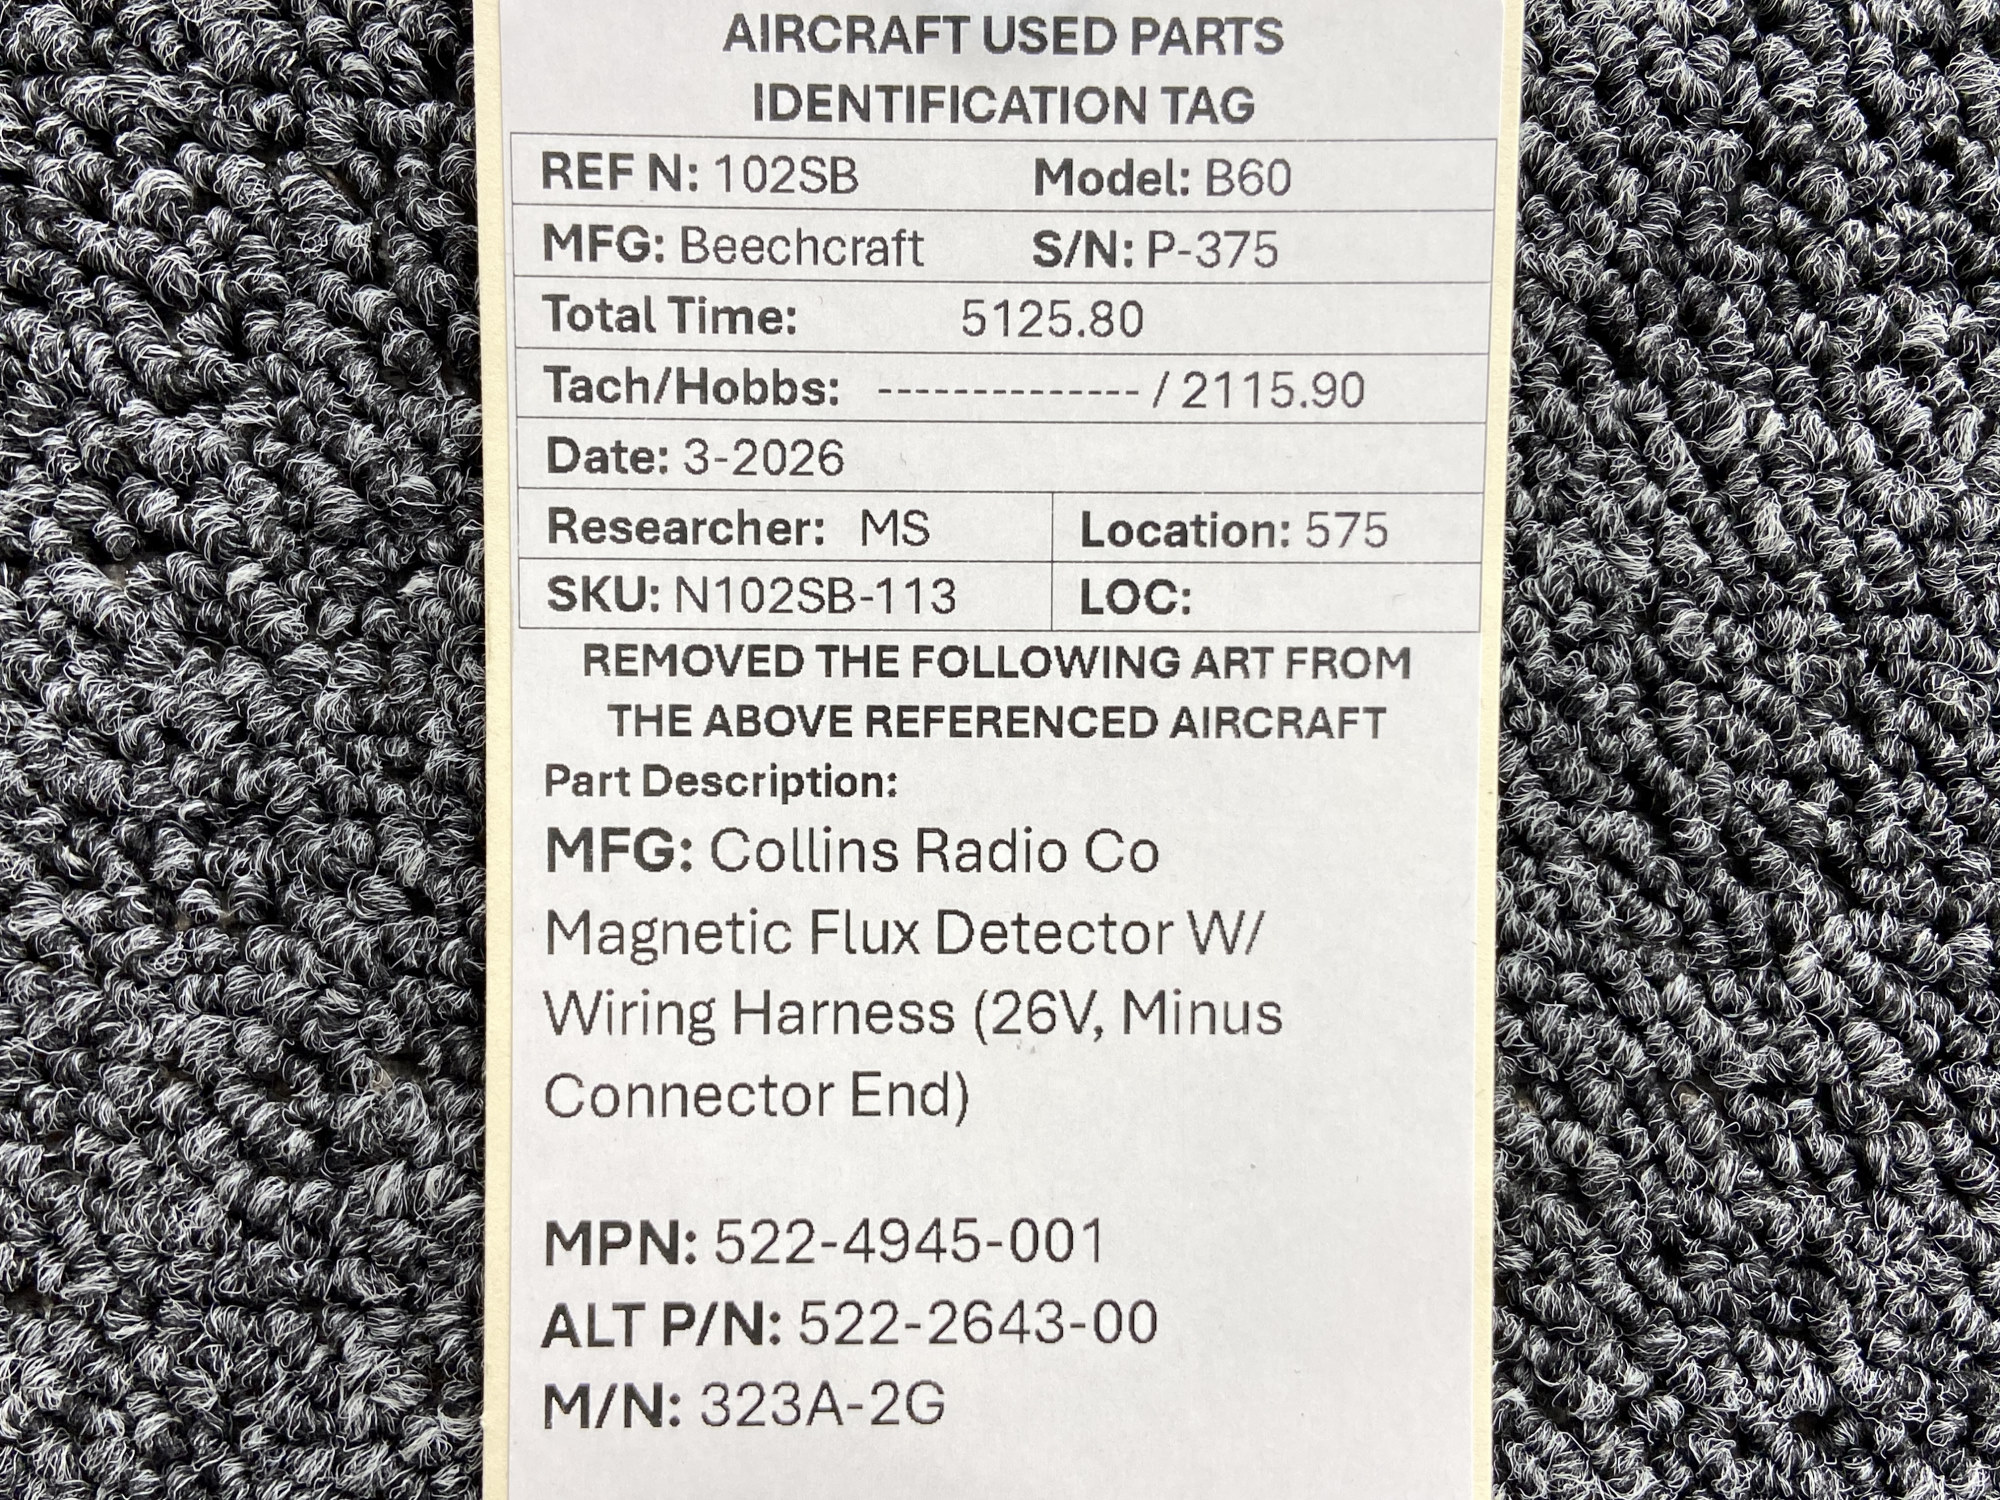 AIRCRAFT USED PARTS
IDENTIFICATION TAG
REF N: 102SB Model: B60
MFG: Beechcraft S/N: P-375
Total Time: 5125.80
Tach/Hobbs: -------------- / 2115.90
Date: 3-2026
Researcher: MS Location: 575
SKU: N102SB-113 LOC:
REMOVED THE FOLLOWING ART FROM
THE ABOVE REFERENCED AIRCRAFT
Part Description:
MFG: Collins Radio Co
Magnetic Flux Detector W/
Wiring Harness (26V, Minus
Connector End)
MPN: 522-4945-001
ALT P/N: 522-2643-00
M/N: 323A-2G